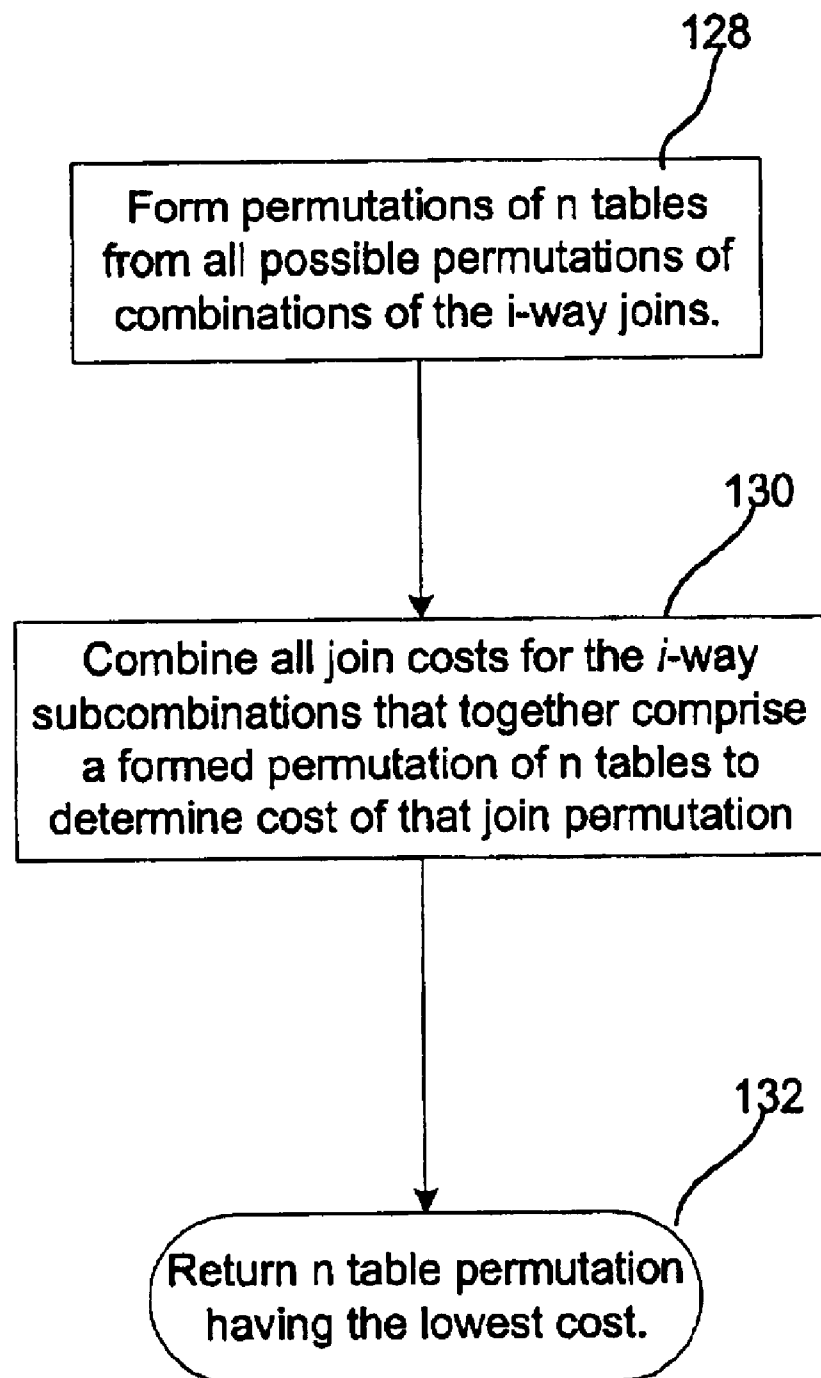 128
Form permutations of n tables
from all possible permutations of
combinations of the i-way joins.
130
Combine all join costs for the i-way
subcombinations that together comprise
a formed permutation of n tables to
determine cost of that join permutation
132
Return n table permutation
having the lowest cost.